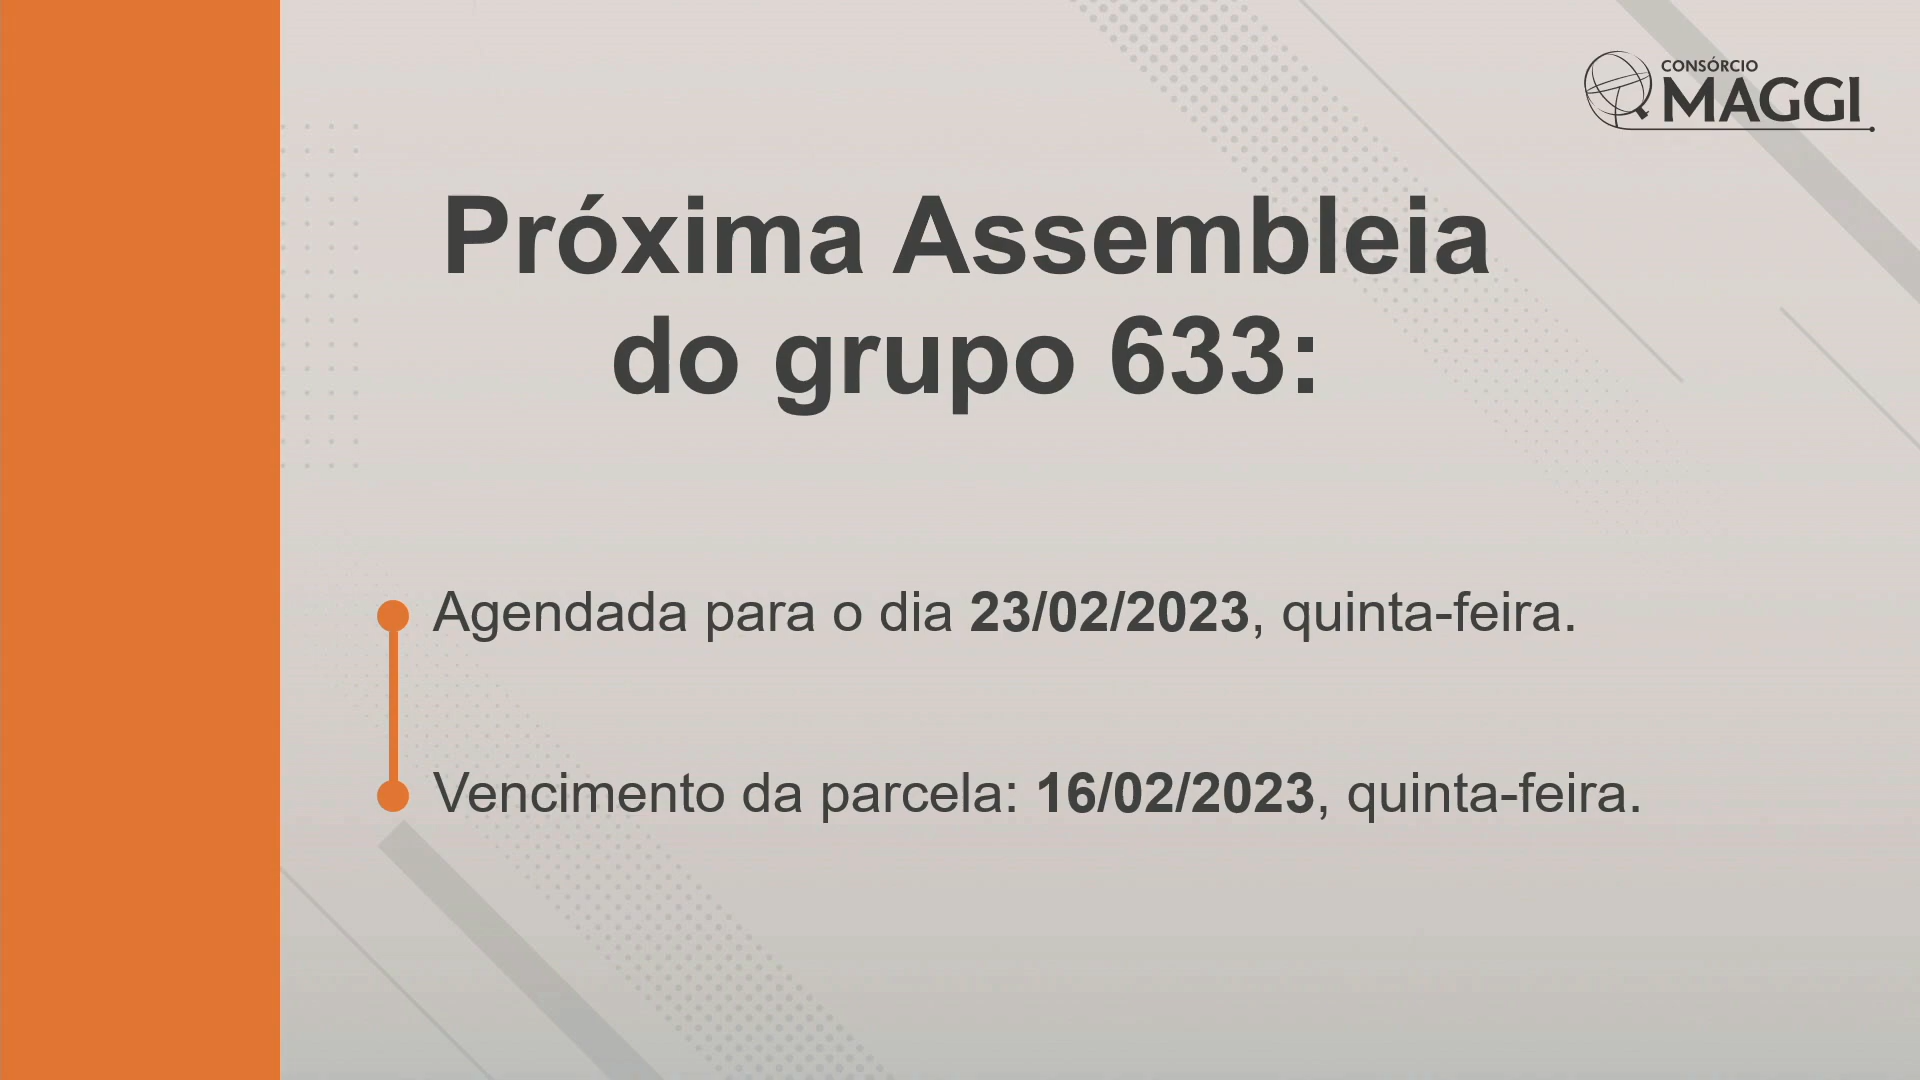 CONSÓRCIO
MAGGI
Próxima Assembleia
do grupo 633:
Agendada para o dia 23/02/2023, quinta-feira.
Vencimento da parcela: 16/02/2023, quinta-feira.